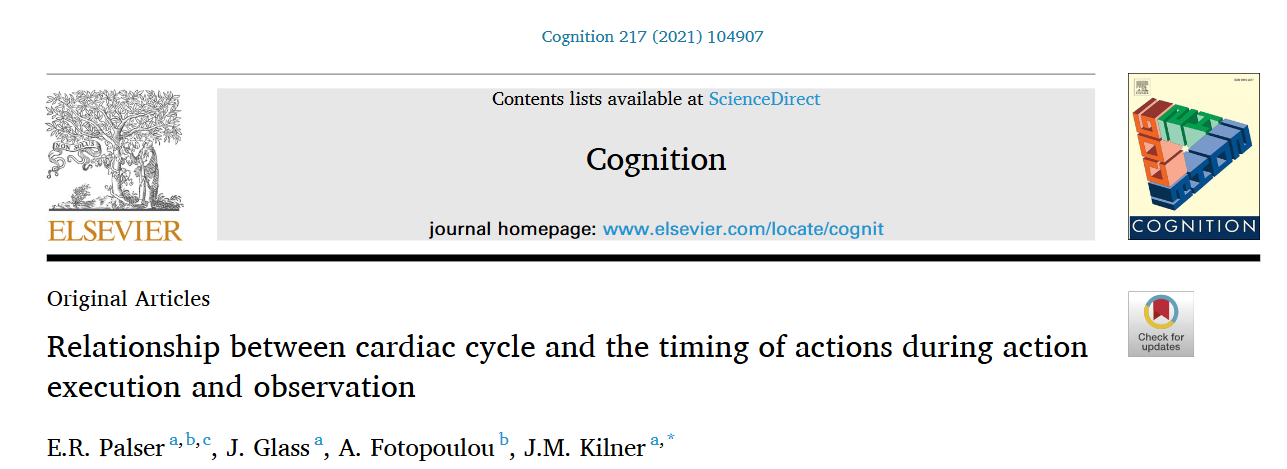 Cognition 217 (2021) 104907
Contents lists available at ScienceDirect
Cognition
journal homepage: www.elsevier.com/locate/cognit
NON SOLUS
ELSEVIER
COGNITION
Original Articles
Check for
updates
Relationship between cardiac cycle and the timing of actions during action
execution and observation
E.R. Palser a,b,c, J. Glass a, A. Fotopoulou b, J.M. Kilner a,*